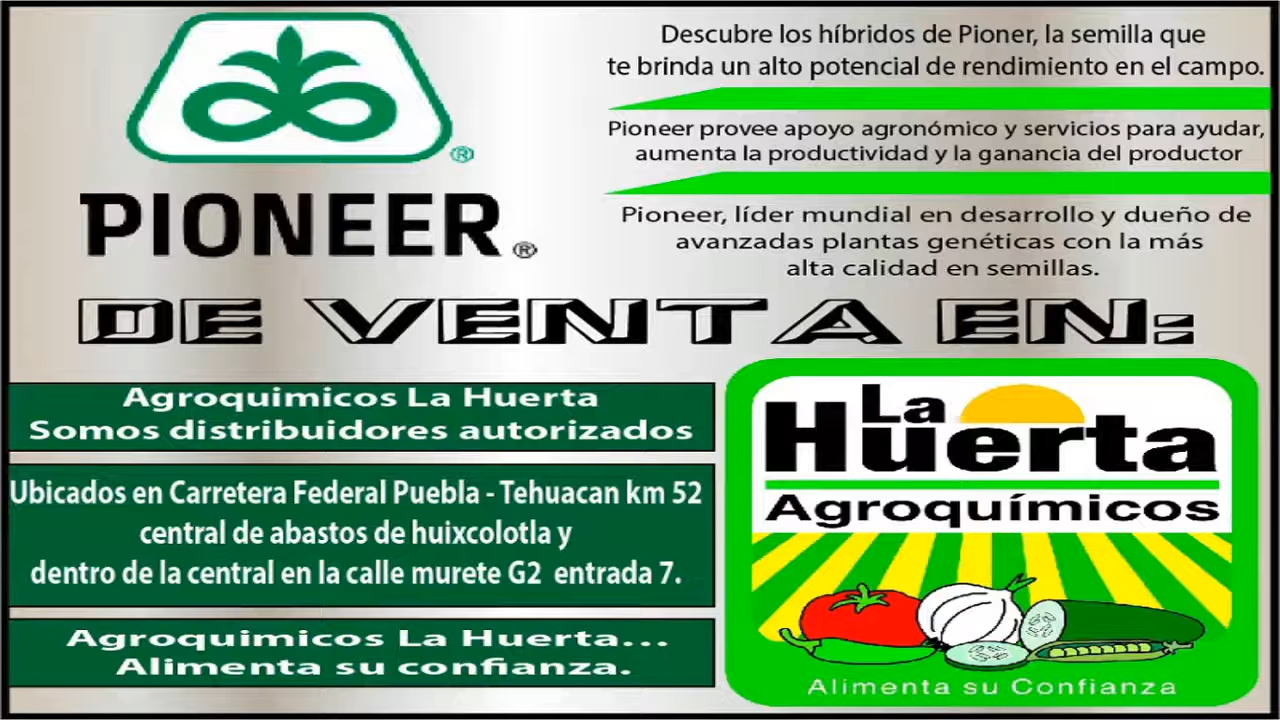 PIONEER®
Descubre los híbridos de Pioner, la semilla que
te brinda un alto potencial de rendimiento en el campo.
Pioneer provee apoyo agronómico y servicios para ayudar,
aumenta la productividad y la ganancia del productor
Pioneer, líder mundial en desarrollo y dueño de
avanzadas plantas genéticas con la más
alta calidad en semillas.
DE VENTA EN:
Agroquimicos La Huerta
Somos distribuidores autorizados
Ubicados en Carretera Federal Puebla - Tehuacan km 52
central de abastos de huixcolotla y
dentro de la central en la calle murete G2 entrada 7.
Agroquimicos La Huerta...
Alimenta su confianza.
La
Huerta
Agroquímicos
Alimenta su Confianza